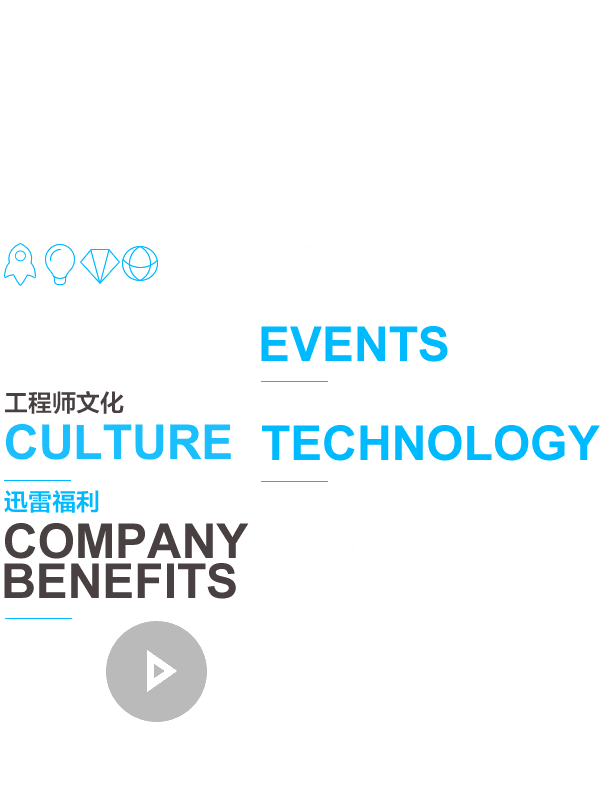 EVENTS
工程师文化
CULTURE
TECHNOLOGY
迅雷福利
COMPANY
BENEFITS